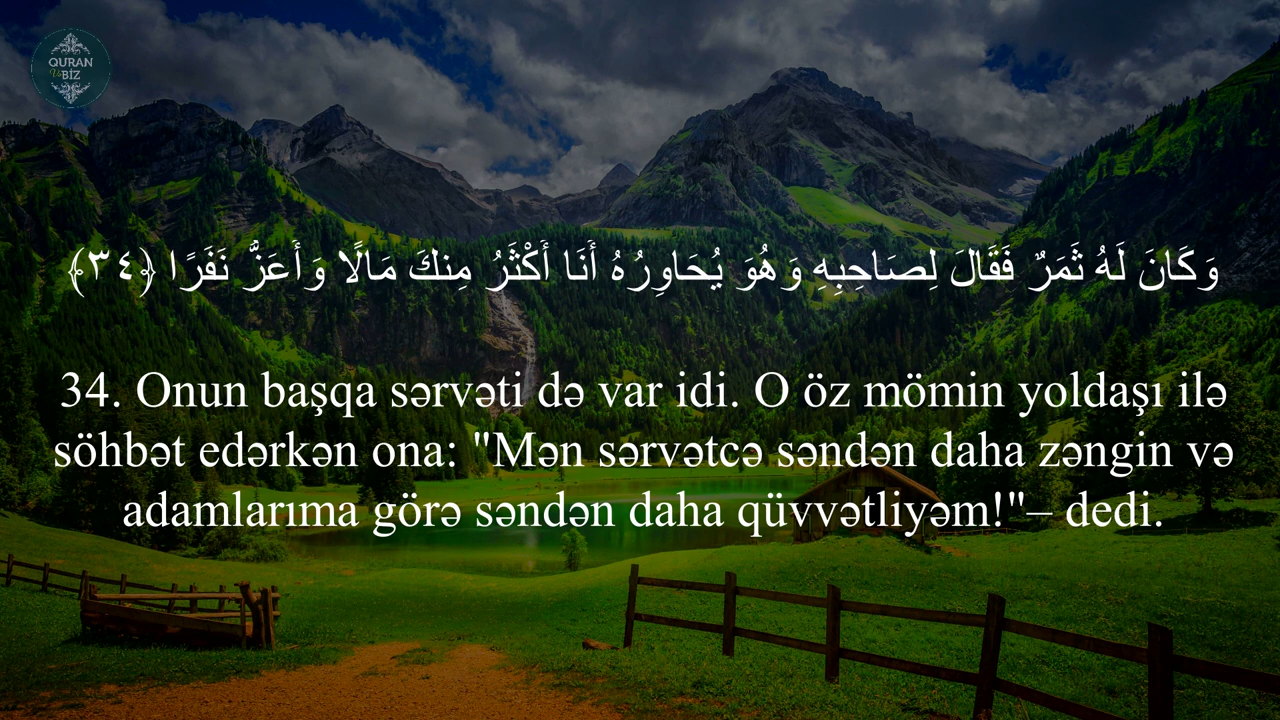 QURAN
Və BİZ
وَكَانَ لَهُ ثَمَرٌ فَقَالَ لِصَاحِبِهِ وَهُوَ يُحَاوِرُهُ أَنَا أَكْثَرُ مِنكَ مَالًا وَأَعَزُّ نَفَرًا ﴿٣٤﴾
34. Onun başqa sərvəti də var idi. O öz mömin yoldaşı ilə
söhbət edərkən ona: "Mən sərvətcə səndən daha zəngin və
adamlarıma görə səndən daha qüvvətliyəm!"– dedi.